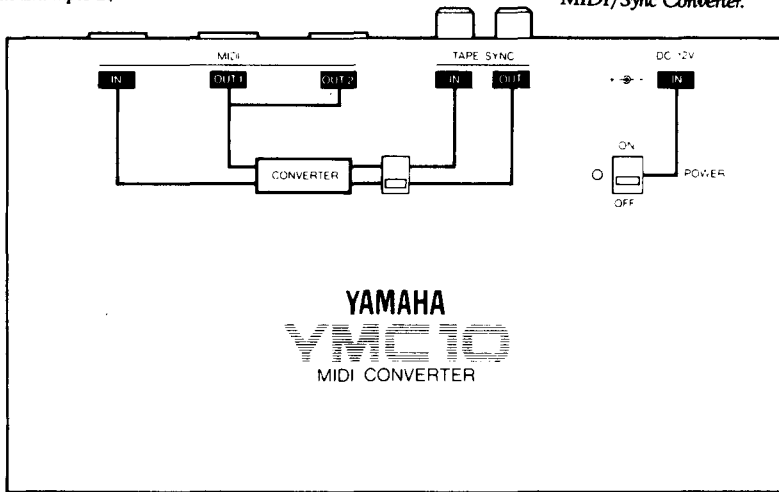 MIDI/Sync Converter.
MIDI
TAPE SYNC
DC 12V
IN
OUT 1
OUT 2
IN
OUT
+ -
IN
ON
CONVERTER
POWER
OFF
YAMAHA
YMC10
MIDI CONVERTER